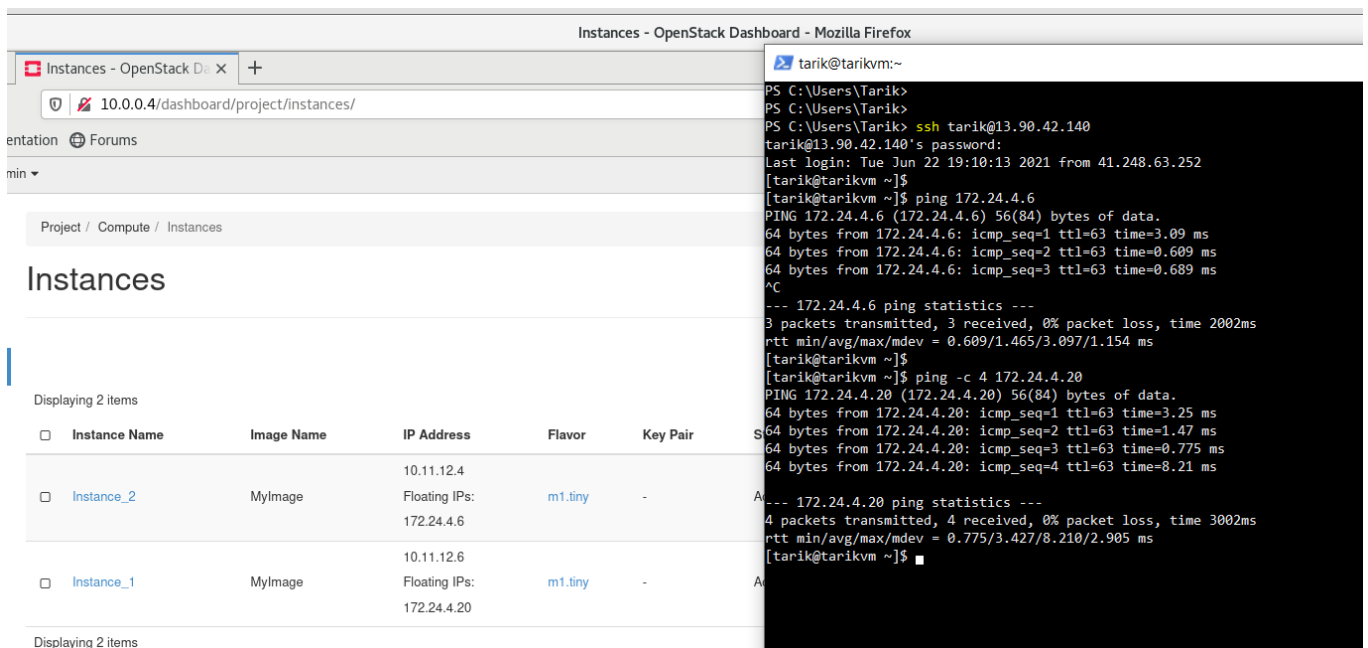 Instances - OpenStack Dashboard - Mozilla Firefox
Instances - OpenStack Da
10.0.0.4/dashboard/project/instances/
entation Forums
min
Project / Compute / Instances
Instances
Displaying 2 items
Instance Name Image Name IP Address Flavor Key Pair S
10.11.12.4
Instance_2 MyImage Floating IPs: m1.tiny - A
172.24.4.6
10.11.12.6
Instance_1 MyImage Floating IPs: m1.tiny - A
172.24.4.20
Displaying 2 items
tarik@tarikvm:~
PS C:\Users\Tarik>
PS C:\Users\Tarik>
PS C:\Users\Tarik> ssh tarik@13.90.42.140
tarik@13.90.42.140's password:
Last login: Tue Jun 22 19:10:13 2021 from 41.248.63.252
[tarik@tarikvm ~]$
[tarik@tarikvm ~]$ ping 172.24.4.6
PING 172.24.4.6 (172.24.4.6) 56(84) bytes of data.
64 bytes from 172.24.4.6: icmp_seq=1 ttl=63 time=3.09 ms
64 bytes from 172.24.4.6: icmp_seq=2 ttl=63 time=0.609 ms
64 bytes from 172.24.4.6: icmp_seq=3 ttl=63 time=0.689 ms
^C
--- 172.24.4.6 ping statistics ---
3 packets transmitted, 3 received, 0% packet loss, time 2002ms
rtt min/avg/max/mdev = 0.609/1.465/3.097/1.154 ms
[tarik@tarikvm ~]$
[tarik@tarikvm ~]$ ping -c 4 172.24.4.20
PING 172.24.4.20 (172.24.4.20) 56(84) bytes of data.
64 bytes from 172.24.4.20: icmp_seq=1 ttl=63 time=3.25 ms
64 bytes from 172.24.4.20: icmp_seq=2 ttl=63 time=1.47 ms
64 bytes from 172.24.4.20: icmp_seq=3 ttl=63 time=0.775 ms
64 bytes from 172.24.4.20: icmp_seq=4 ttl=63 time=8.21 ms
--- 172.24.4.20 ping statistics ---
4 packets transmitted, 4 received, 0% packet loss, time 3002ms
rtt min/avg/max/mdev = 0.775/3.427/8.210/2.905 ms
[tarik@tarikvm ~]$